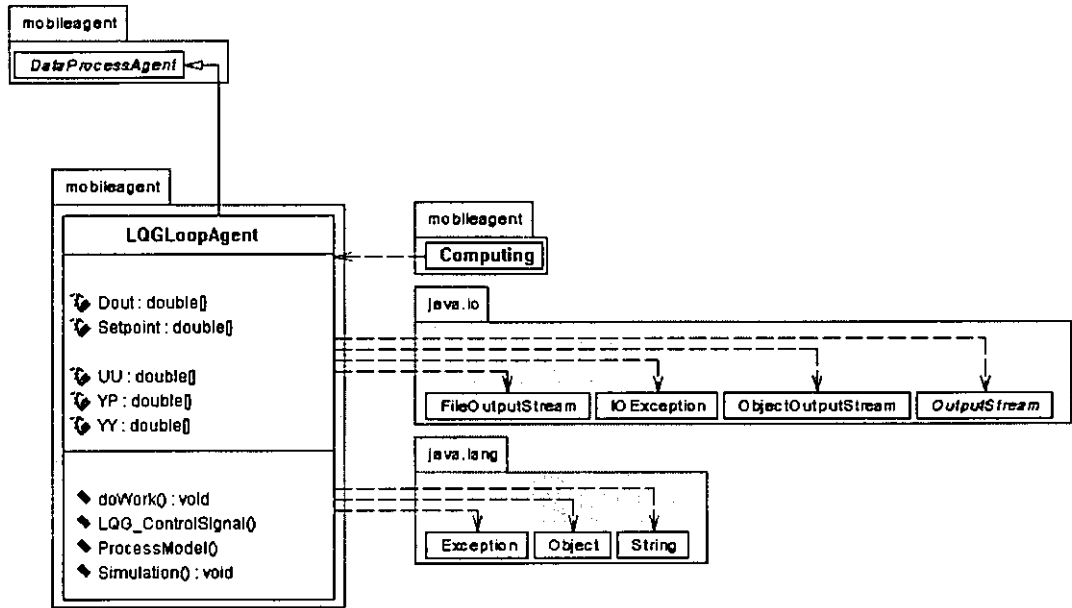 mobileagent
DataProcessAgent
mobileagent
LQGLoopAgent
Dout : double[]
Setpoint : double[]
UU : double[]
YP : double[]
YY : double[]
doWork() : void
LQG_ControlSignal()
ProcessModel()
Simulation() : void
mobileagent
Computing
java.io
FileOutputStream IOException ObjectOutputStream OutputStream
java.lang
Exception Object String